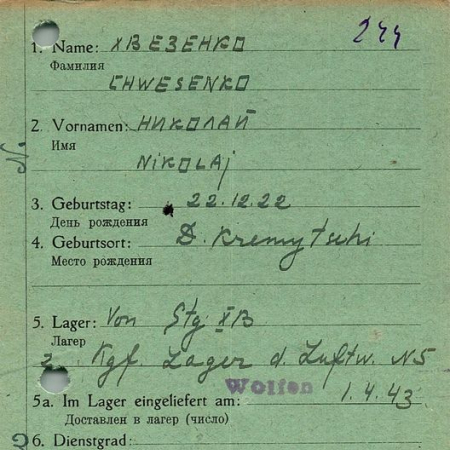 244
1. Name: ХВЕЗЕНКО
Фамилия
CHWESENKO
2. Vornamen: НИКОЛАЙ
Имя
NiKOLAj
3. Geburtstag: 22.12.22
День рождения
4. Geburtsort: D. Kremytschi
Место рождения
5. Lager: Von Stg. XB
Лагер
z. Kgf. Lager d. Luftw. N5
Wolfen
5a. Im Lager eingeliefert am: 1.4.43
Доставлен в лагер (число)
6. Dienstgrad: